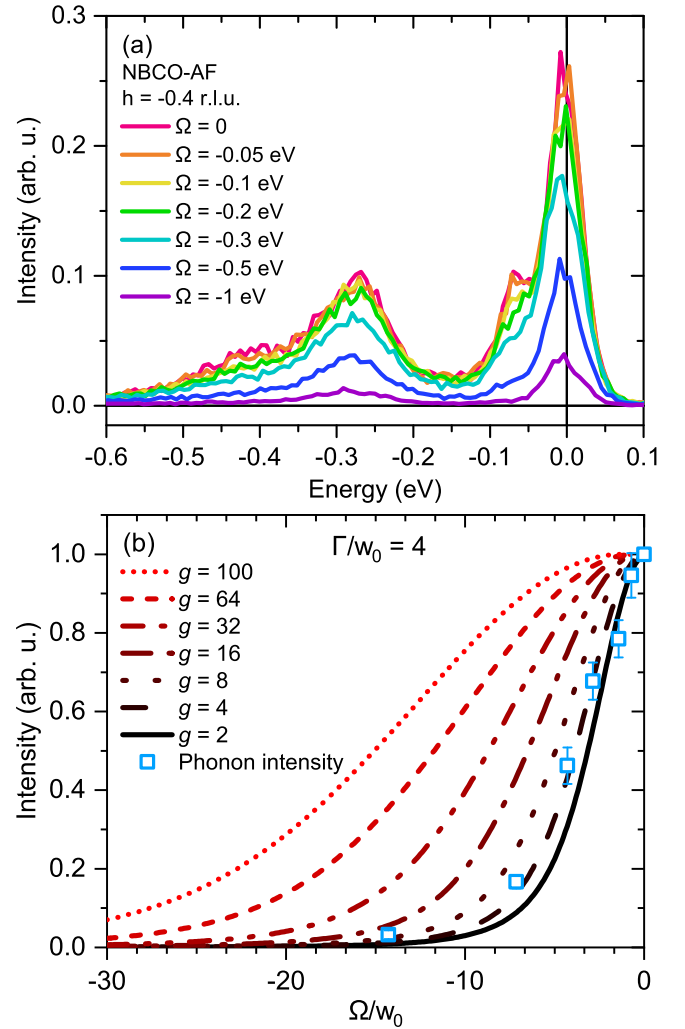 0.3
(a)
NBCO-AF
h = -0.4 r.l.u.
Ω = 0
0.2
Ω = -0.05 eV
Ω = -0.1 eV
Ω = -0.2 eV
Ω = -0.3 eV
0.1
Ω = -0.5 eV
Ω = -1 eV
0.0
Intensity (arb. u.)
-0.6 -0.5 -0.4 -0.3 -0.2 -0.1 0.0 0.1
Energy (eV)
(b)
Γ/w₀ = 4
1.0
g = 100
g = 64
0.8
g = 32
g = 16
0.6
g = 8
g = 4
g = 2
Phonon intensity
0.4
0.2
0.0
Intensity (arb. u.)
-30 -20 -10 0
Ω/w₀